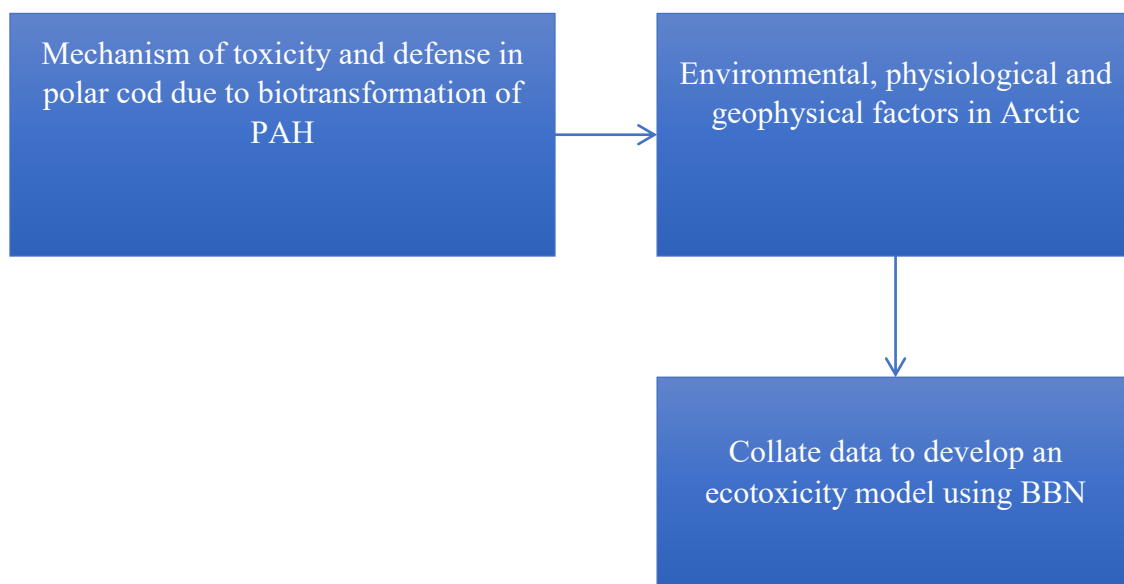 Mechanism of toxicity and defense in
polar cod due to biotransformation of
PAH
Environmental, physiological and
geophysical factors in Arctic
Collate data to develop an
ecotoxicity model using BBN